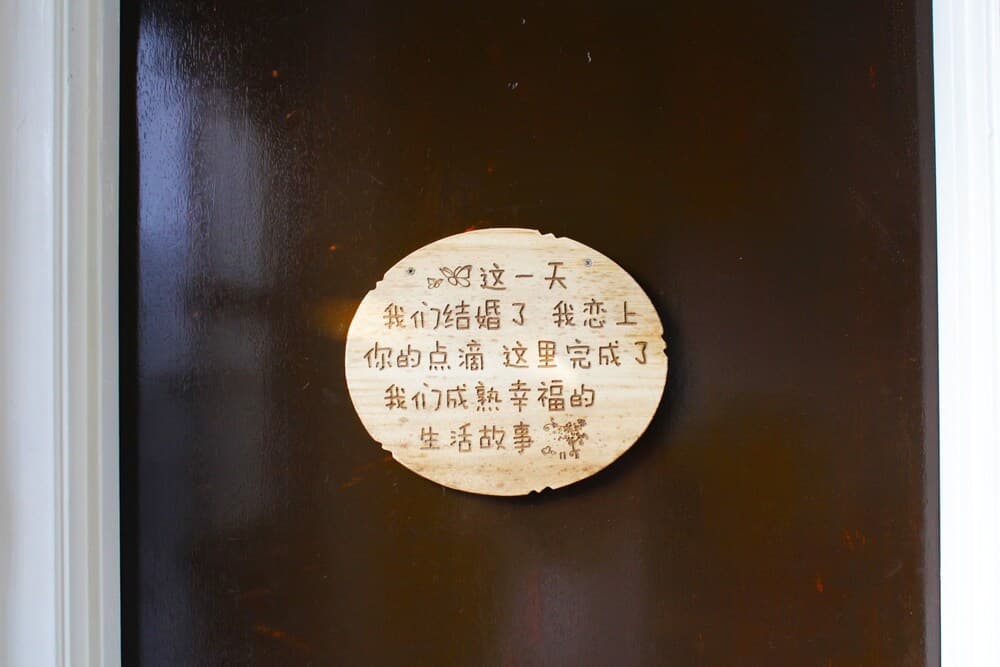 这一天
我们结婚了 我恋上
你的点滴 这里完成了
我们成熟幸福的
生活故事